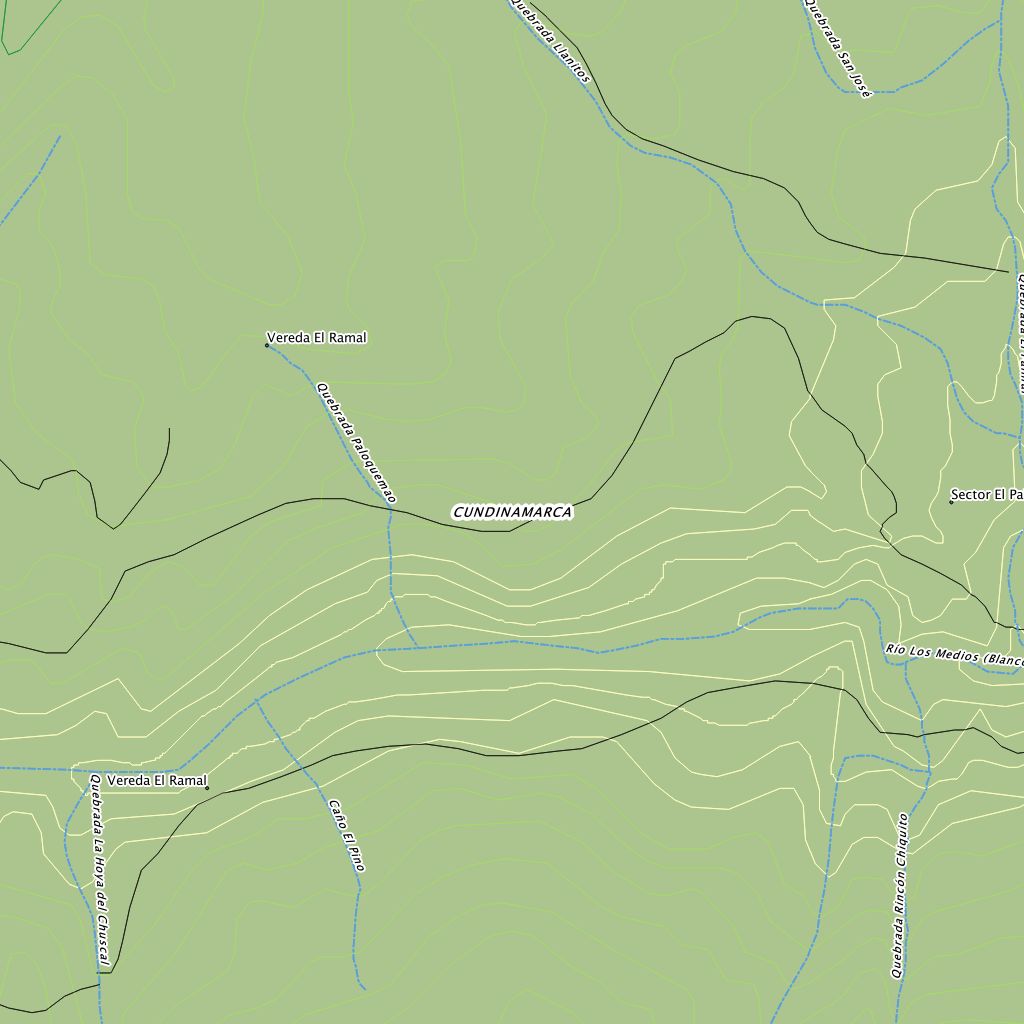 Quebrada Llanitos
Quebrada San José
Vereda El Ramal
Quebrada Paloquemao
CUNDINAMARCA
Sector El Pa
Río Los Medios (Blanco
Vereda El Ramal
Quebrada La Hoya del Chuscal
Caño El Pino
Quebrada Rincón Chiquito